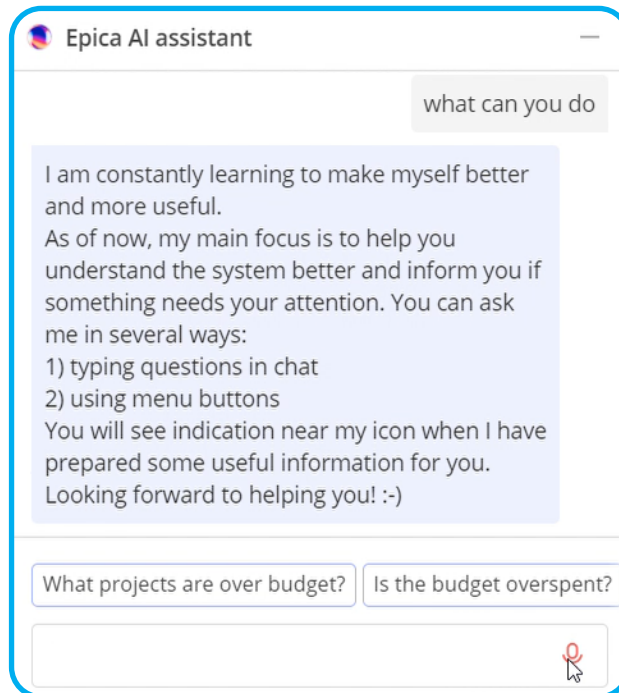 Epica AI assistant
what can you do
I am constantly learning to make myself better
and more useful.
As of now, my main focus is to help you
understand the system better and inform you if
something needs your attention. You can ask
me in several ways:
1) typing questions in chat
2) using menu buttons
You will see indication near my icon when I have
prepared some useful information for you.
Looking forward to helping you! :-)
What projects are over budget?
Is the budget overspent?